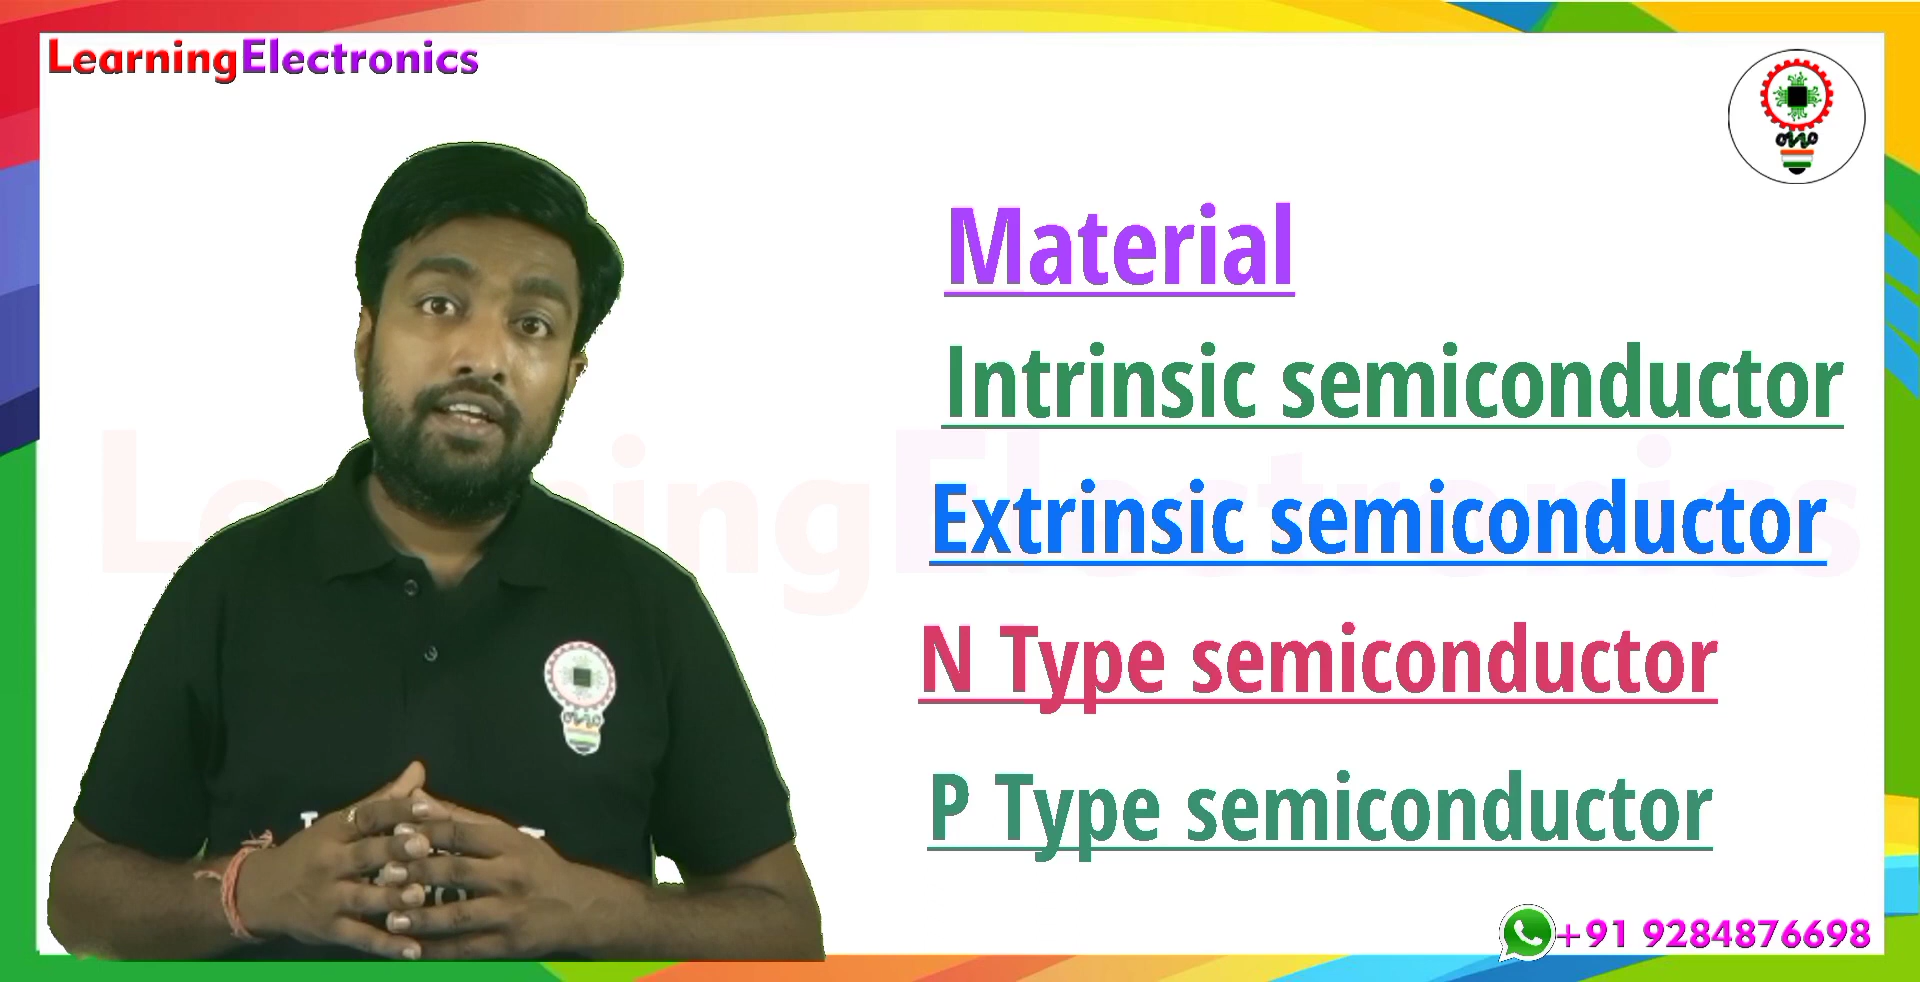 LearningElectronics
Material
Intrinsic semiconductor
Extrinsic semiconductor
N Type semiconductor
P Type semiconductor
+91 9284876698